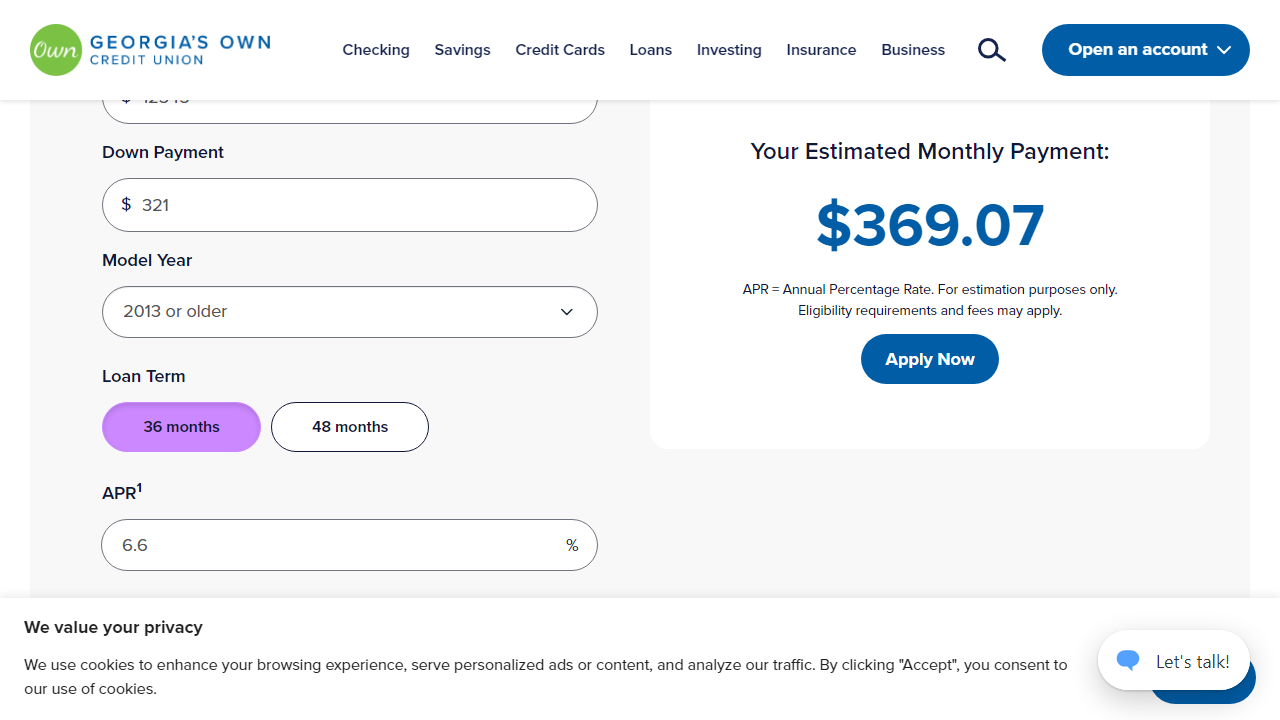 Own GEORGIA'S OWN
CREDIT UNION
Checking Savings Credit Cards Loans Investing Insurance Business
Open an account
Down Payment
$ 321
Model Year
2013 or older
Loan Term
36 months 48 months
APR¹
6.6 %
Your Estimated Monthly Payment:
$369.07
APR = Annual Percentage Rate. For estimation purposes only.
Eligibility requirements and fees may apply.
Apply Now
We value your privacy
We use cookies to enhance your browsing experience, serve personalized ads or content, and analyze our traffic. By clicking "Accept", you consent to
our use of cookies.
Let's talk!